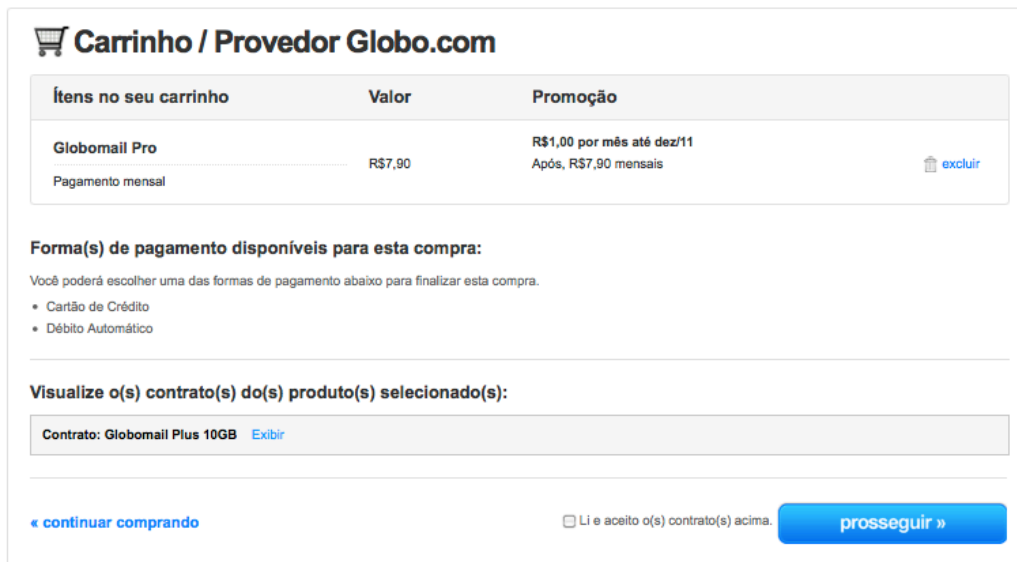 Carrinho / Provedor Globo.com
Ítens no seu carrinho Valor Promoção
Globomail Pro
Pagamento mensal
R$7,90
R$1,00 por mês até dez/11
Após, R$7,90 mensais
excluir
Forma(s) de pagamento disponíveis para esta compra:
Você poderá escolher uma das formas de pagamento abaixo para finalizar esta compra.
• Cartão de Crédito
• Débito Automático
Visualize o(s) contrato(s) do(s) produto(s) selecionado(s):
Contrato: Globomail Plus 10GB Exibir
« continuar comprando
Li e aceito o(s) contrato(s) acima.
prosseguir »